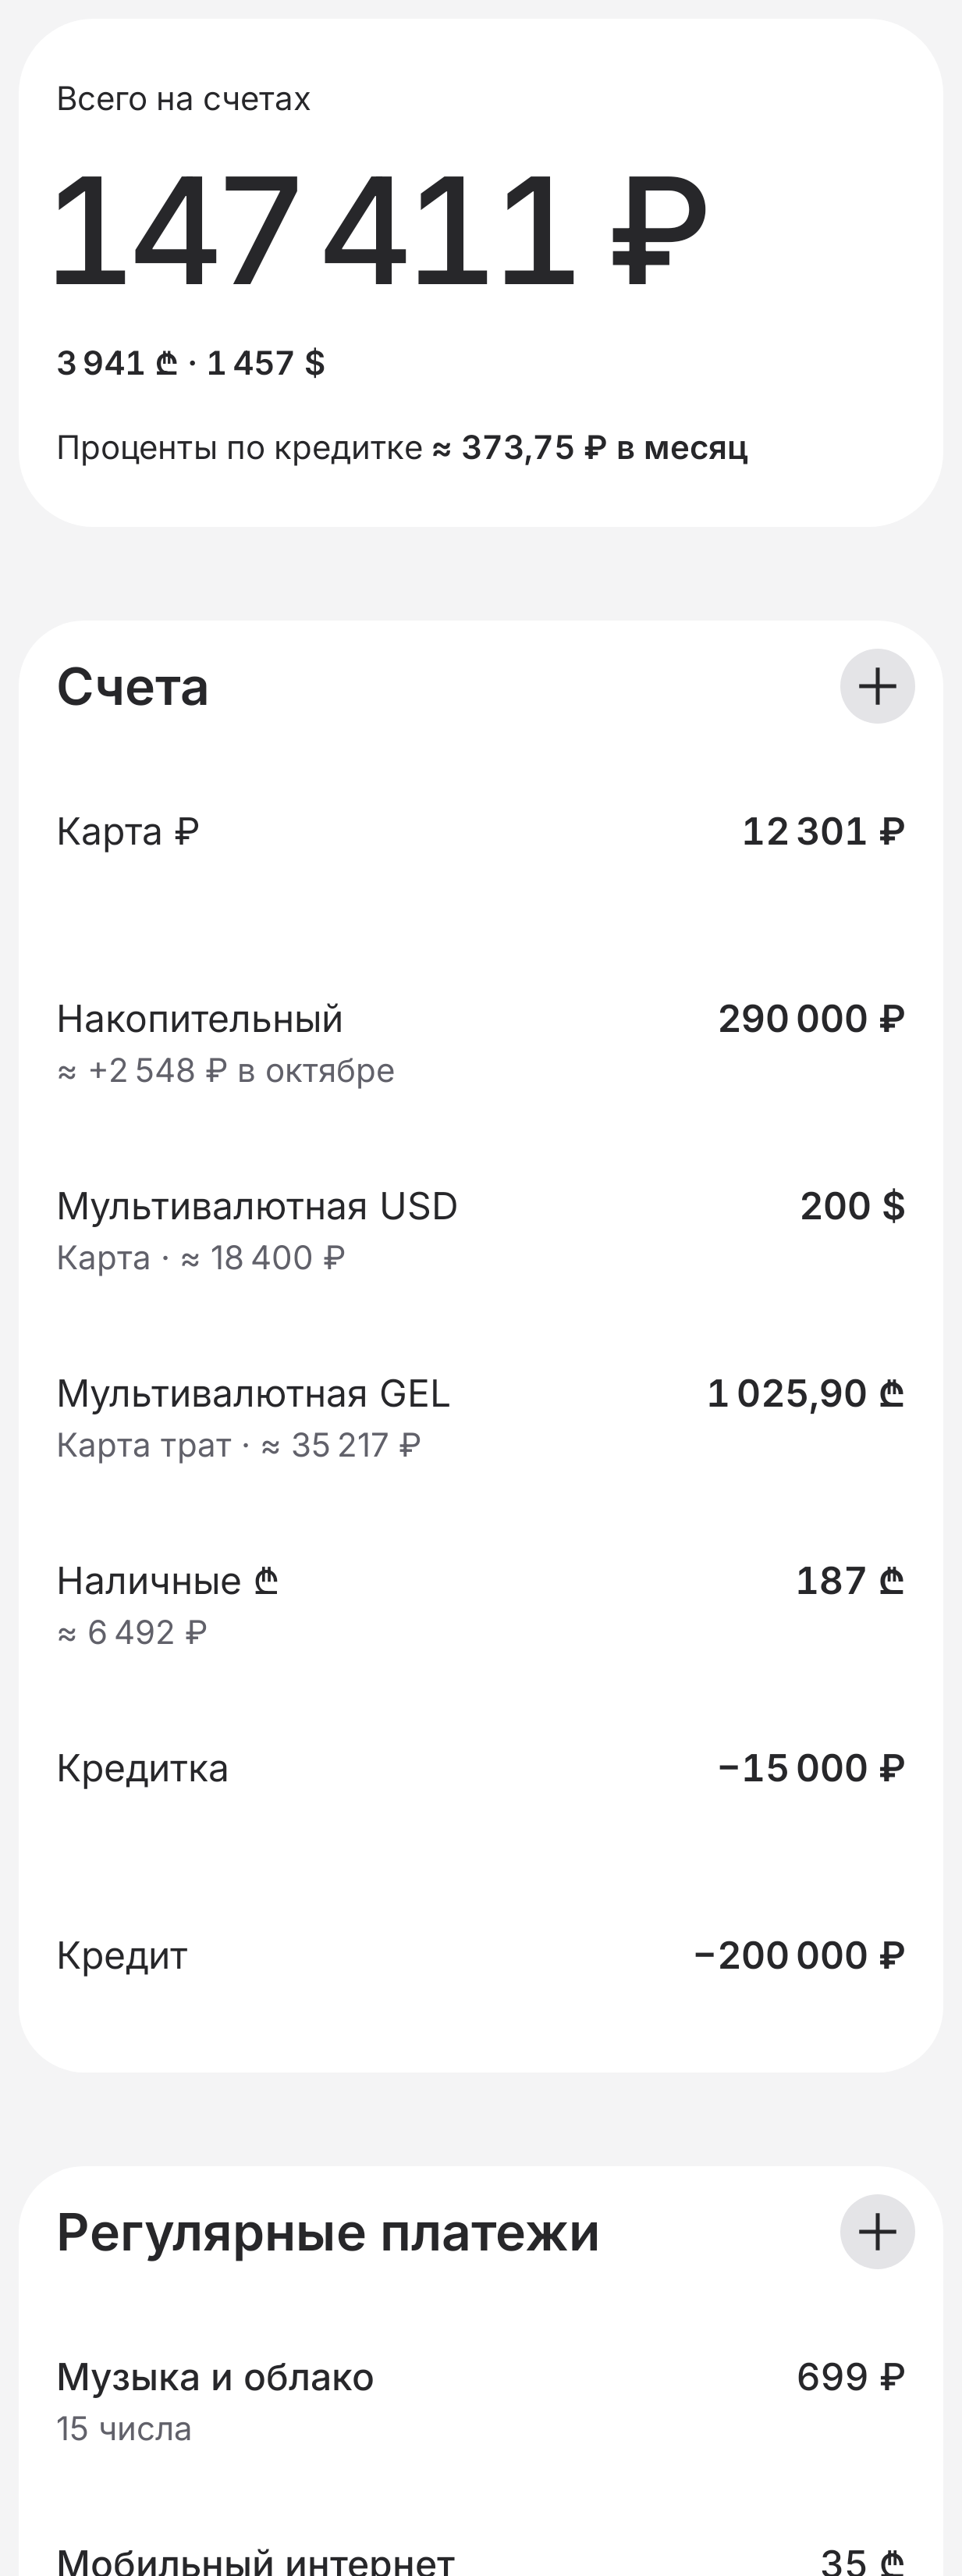 Всего на счетах
147 411 ₽
3 941 ₾ · 1 457 $
Проценты по кредитке ≈ 373,75 ₽ в месяц
Счета
Карта ₽ 12 301 ₽
Накопительный 290 000 ₽
≈ +2 548 ₽ в октябре
Мультивалютная USD 200 $
Карта · ≈ 18 400 ₽
Мультивалютная GEL 1 025,90 ₾
Карта трат · ≈ 35 217 ₽
Наличные ₾ 187 ₾
≈ 6 492 ₽
Кредитка −15 000 ₽
Кредит −200 000 ₽
Регулярные платежи
Музыка и облако 699 ₽
15 числа
Мобильный интернет 35 ₾